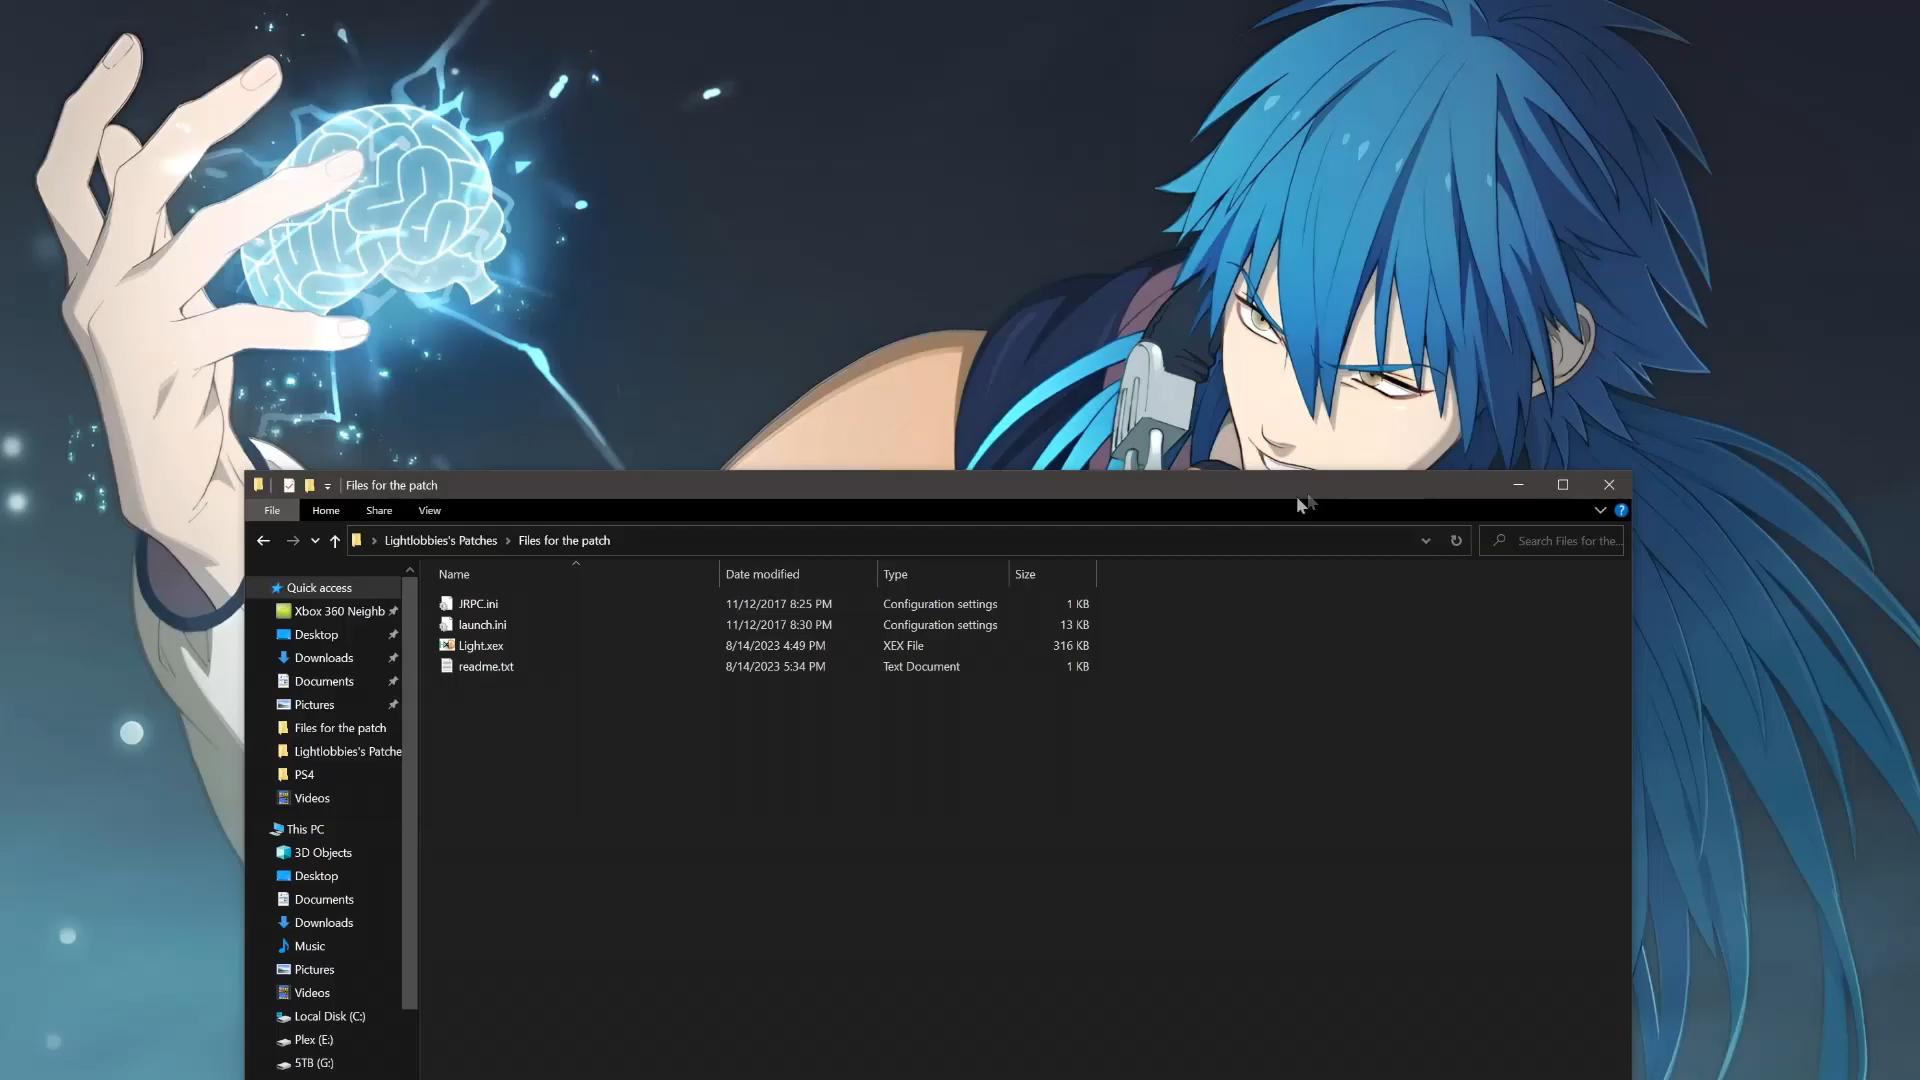 Files for the patch
File Home Share View
Lightlobbies's Patches > Files for the patch
Search Files for the...
Name Date modified Type Size
JRPC.ini 11/12/2017 8:25 PM Configuration settings 1 KB
launch.ini 11/12/2017 8:30 PM Configuration settings 13 KB
Light.xex 8/14/2023 4:49 PM XEX File 316 KB
readme.txt 8/14/2023 5:34 PM Text Document 1 KB
Quick access
Xbox 360 Neighb
Desktop
Downloads
Documents
Pictures
Files for the patch
Lightlobbies's Patche
PS4
Videos
This PC
3D Objects
Desktop
Documents
Downloads
Music
Pictures
Videos
Local Disk (C:)
Plex (E:)
5TB (G:)